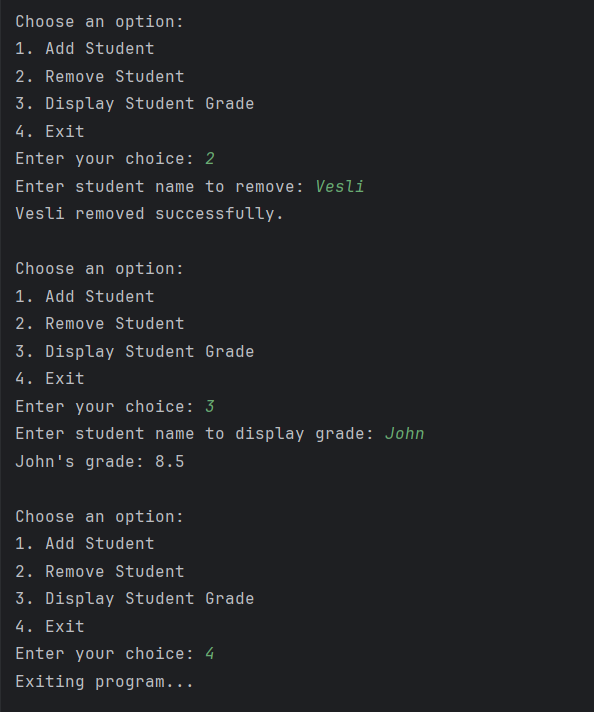 Choose an option:
1. Add Student
2. Remove Student
3. Display Student Grade
4. Exit
Enter your choice: 2
Enter student name to remove: Vesli
Vesli removed successfully.
Choose an option:
1. Add Student
2. Remove Student
3. Display Student Grade
4. Exit
Enter your choice: 3
Enter student name to display grade: John
John's grade: 8.5
Choose an option:
1. Add Student
2. Remove Student
3. Display Student Grade
4. Exit
Enter your choice: 4
Exiting program...